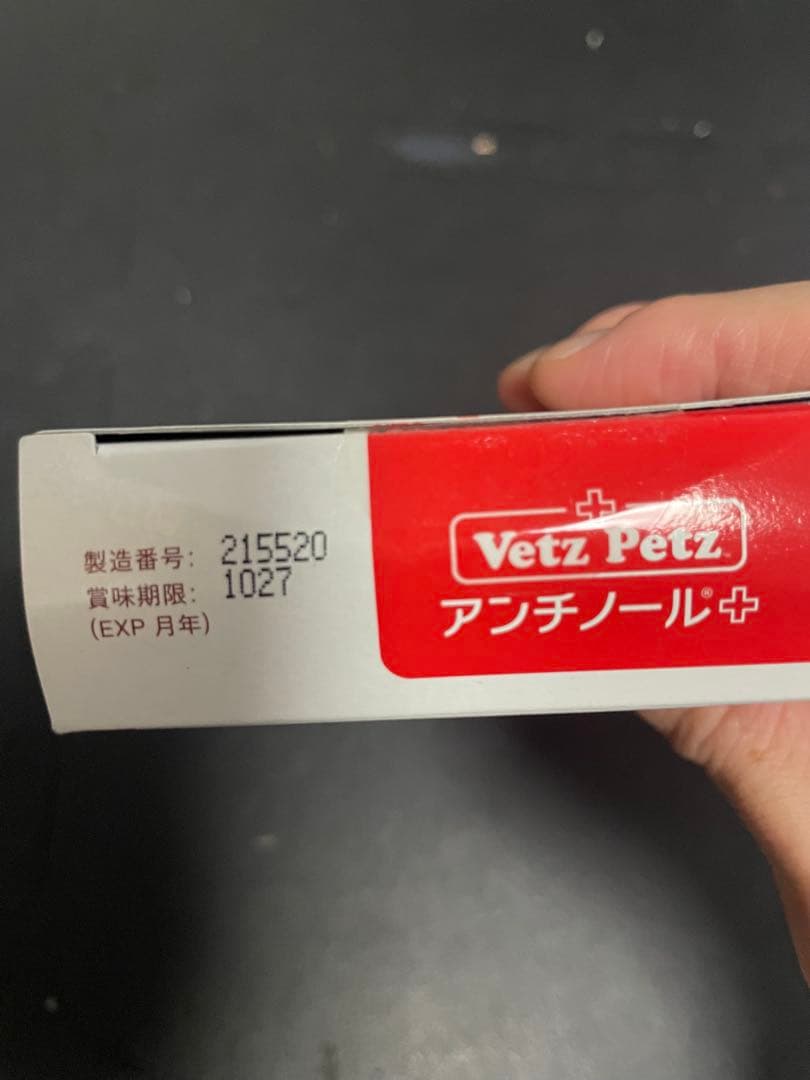 製造番号: 215520
賞味期限: 1027
(EXP 月年)
Vetz Petz
アンチノール®+